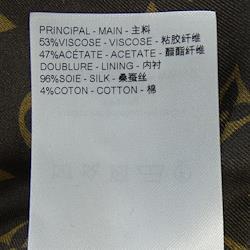 PRINCIPAL - MAIN - 主料
53%VISCOSE - VISCOSE - 粘胶纤维
47%ACÉTATE - ACETATE - 醋酯纤维
DOUBLURE - LINING - 内衬
96%SOIE - SILK - 桑蚕丝
4%COTON - COTTON - 棉